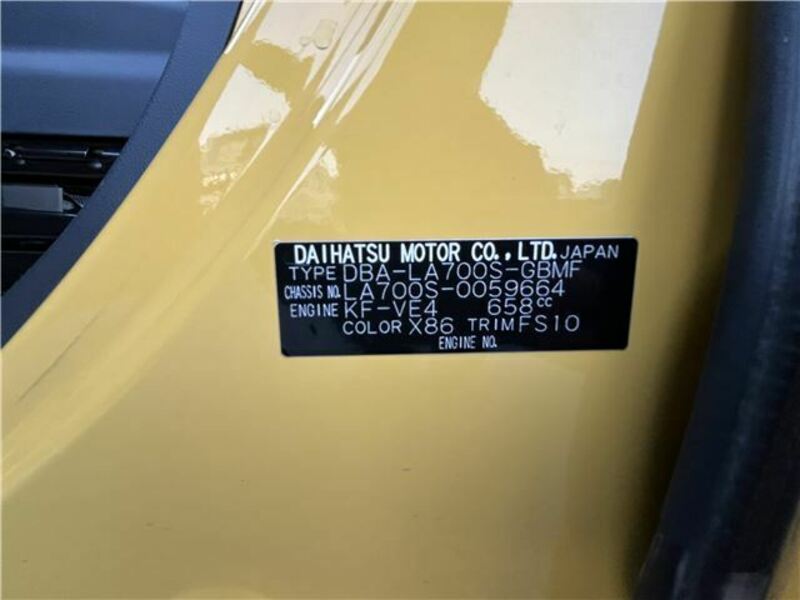 DAIHATSU MOTOR CO., LTD. JAPAN
TYPE DBA-LA700S-GBMF
CHASSIS NO. LA700S-0059664
ENGINE KF-VE4 658cc
COLOR X86 TRIM FS10
ENGINE NO.